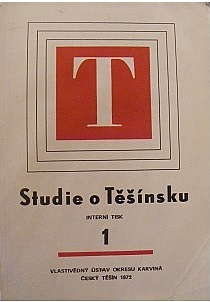 T
Studie o Těšínsku
INTERNÍ TISK
1
VLASTIVĚDNÝ ÚSTAV OKRESU KARVINÁ
ČESKÝ TĚŠÍN 1972